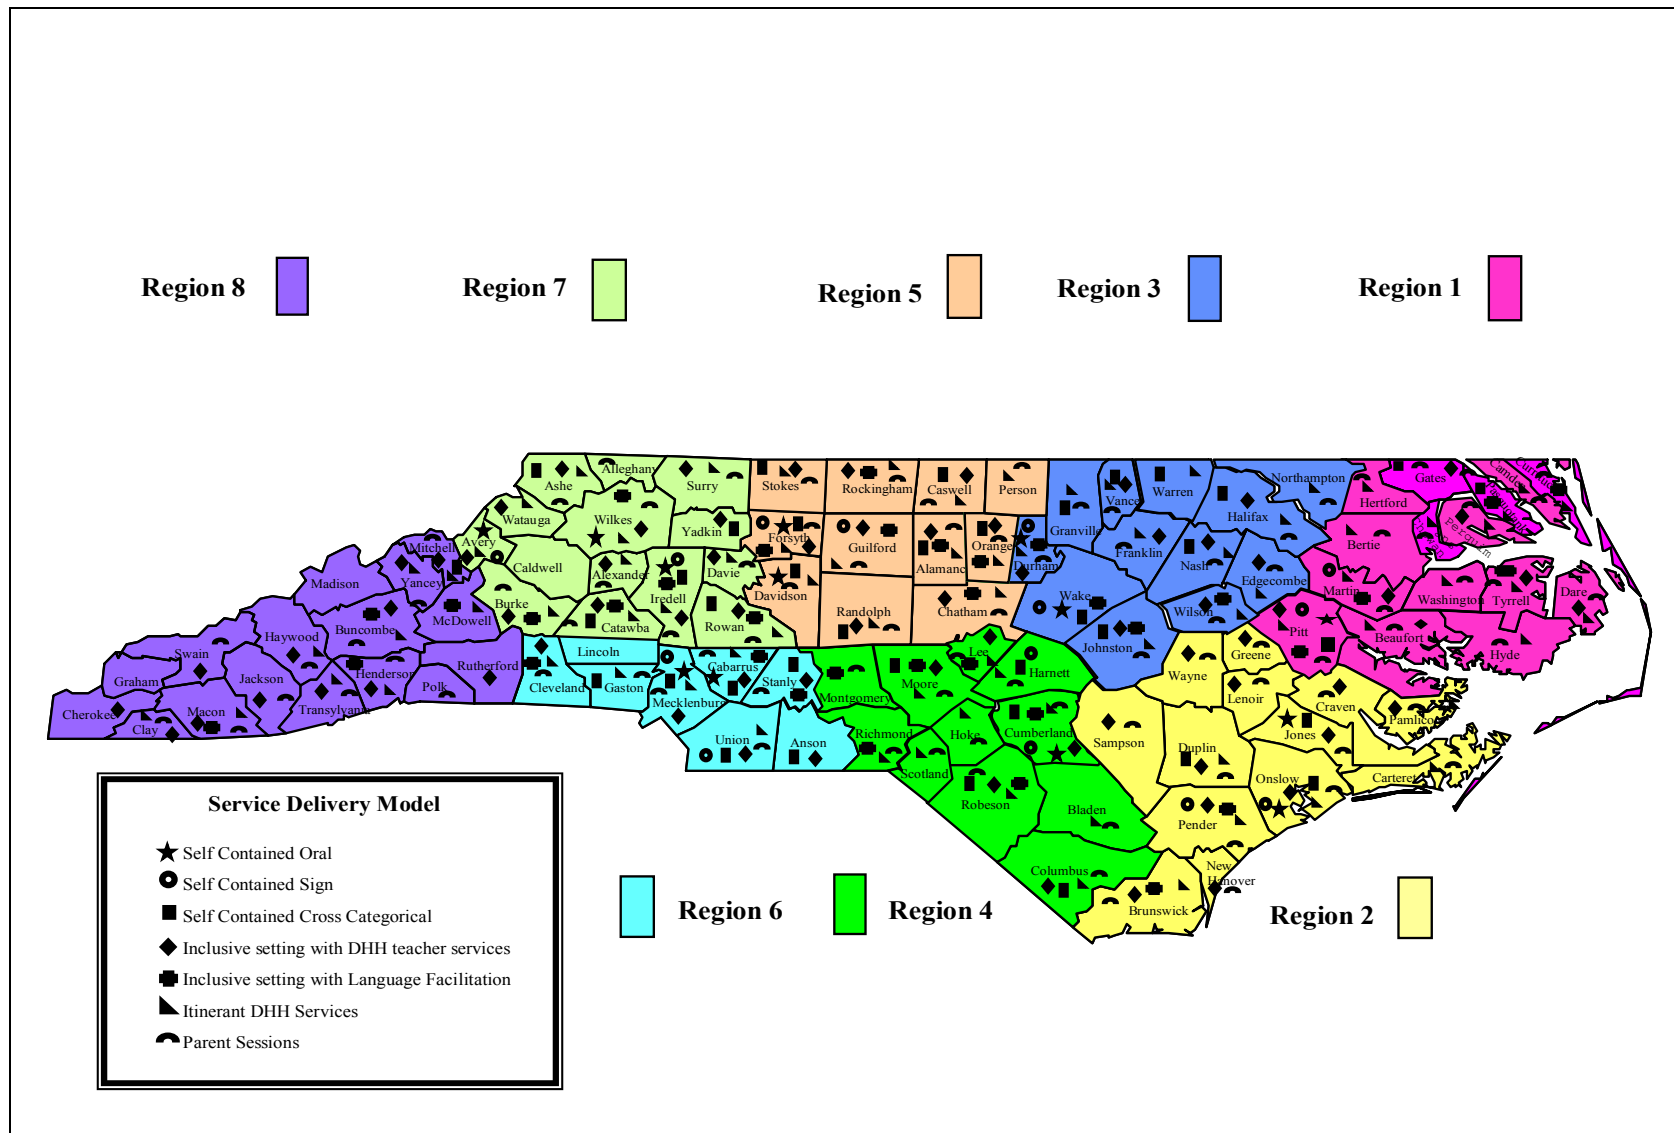 Region 8
Region 7
Region 5
Region 3
Region 1
Alleghany
Ashe
Surry
Stokes
Rockingham
Caswell
Person
Vance
Warren
Northampton
Gates
Camden
Hertford
Watauga
Wilkes
Yadkin
Forsyth
Guilford
Orange
Granville
Halifax
Franklin
Bertie
Perquim
Mitchell
Avery
Caldwell
Alexander
Davie
Alamanc
Durham
Nash
Edgecombe
Madison
Yancey
Iredell
Davidson
Martin
Washington
Tyrrell
Dare
Burke
McDowell
Catawba
Rowan
Randolph
Chatham
Wake
Wilson
Buncombe
Haywood
Pitt
Beaufort
Hyde
Swain
Lincoln
Lee
Johnston
Greene
Graham
Jackson
Henderson
Rutherford
Cleveland
Gaston
Cabarrus
Stanly
Moore
Harnett
Wayne
Polk
Montgomery
Lenoir
Craven
Cherokee
Macon
Transylvania
Mecklenburg
Clay
Pamlico
Union
Anson
Richmond
Hoke
Cumberland
Sampson
Duplin
Jones
Scotland
Onslow
Carteret
Robeson
Bladen
Pender
Columbus
New
Hanover
Brunswick
Service Delivery Model
Self Contained Oral
Self Contained Sign
Self Contained Cross Categorical
Inclusive setting with DHH teacher services
Inclusive setting with Language Facilitation
Itinerant DHH Services
Parent Sessions
Region 6
Region 4
Region 2